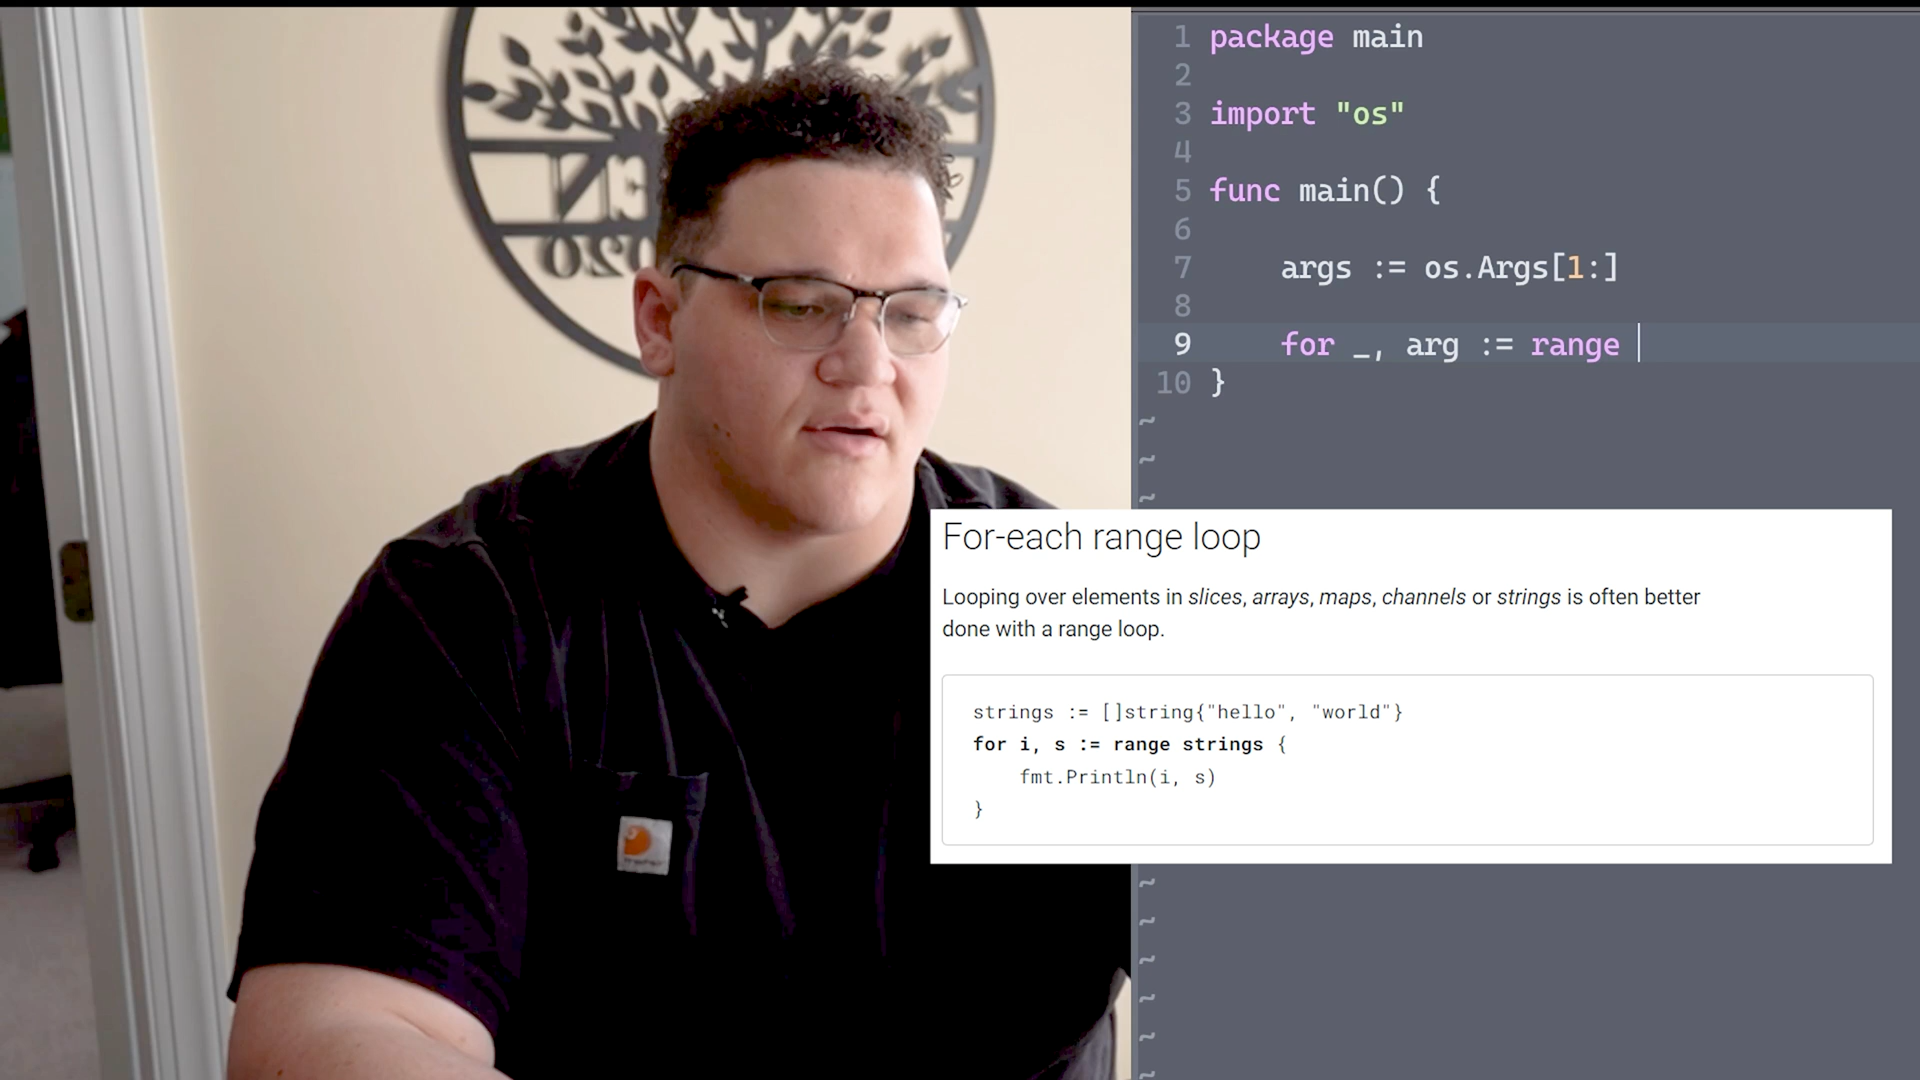 EN
2020
1 package main
2
3 import "os"
4
5 func main() {
6
7 args := os.Args[1:]
8
9 for _, arg := range
10 }
~
~
~
For-each range loop
Looping over elements in slices, arrays, maps, channels or strings is often better
done with a range loop.
strings := []string{"hello", "world"}
for i, s := range strings {
fmt.Println(i, s)
}
~
~
~
~
~
~